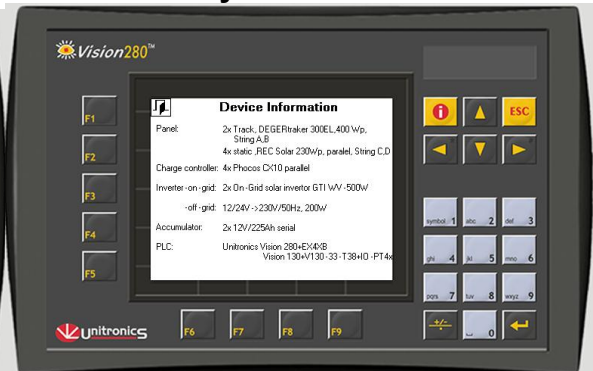 Vision280™
Device Information
Panel: 2x Track, DEGERtraker 300EL,400 Wp,
String A,B
4x static ,REC Solar 230Wp, paralel, String C,D
Charge controller: 4x Phocos CX10 parallel
Inverter-on-grid: 2x On-Grid solar invertor GTI WV-500W
-off-grid: 12/24V->230V/50Hz, 200W
Accumulator: 2x 12V/225Ah serial
PLC: Unitronics Vision 280+EX4XB
Vision 130+V130-33-T38+IO-PT4x
F1
F2
F3
F4
F5
F6
F7
F8
F9
i
ESC
symbol 1
abc 2
def 3
ghi 4
jkl 5
mno 6
pqrs 7
tuv 8
wxyz 9
+/-
0
Unitronics